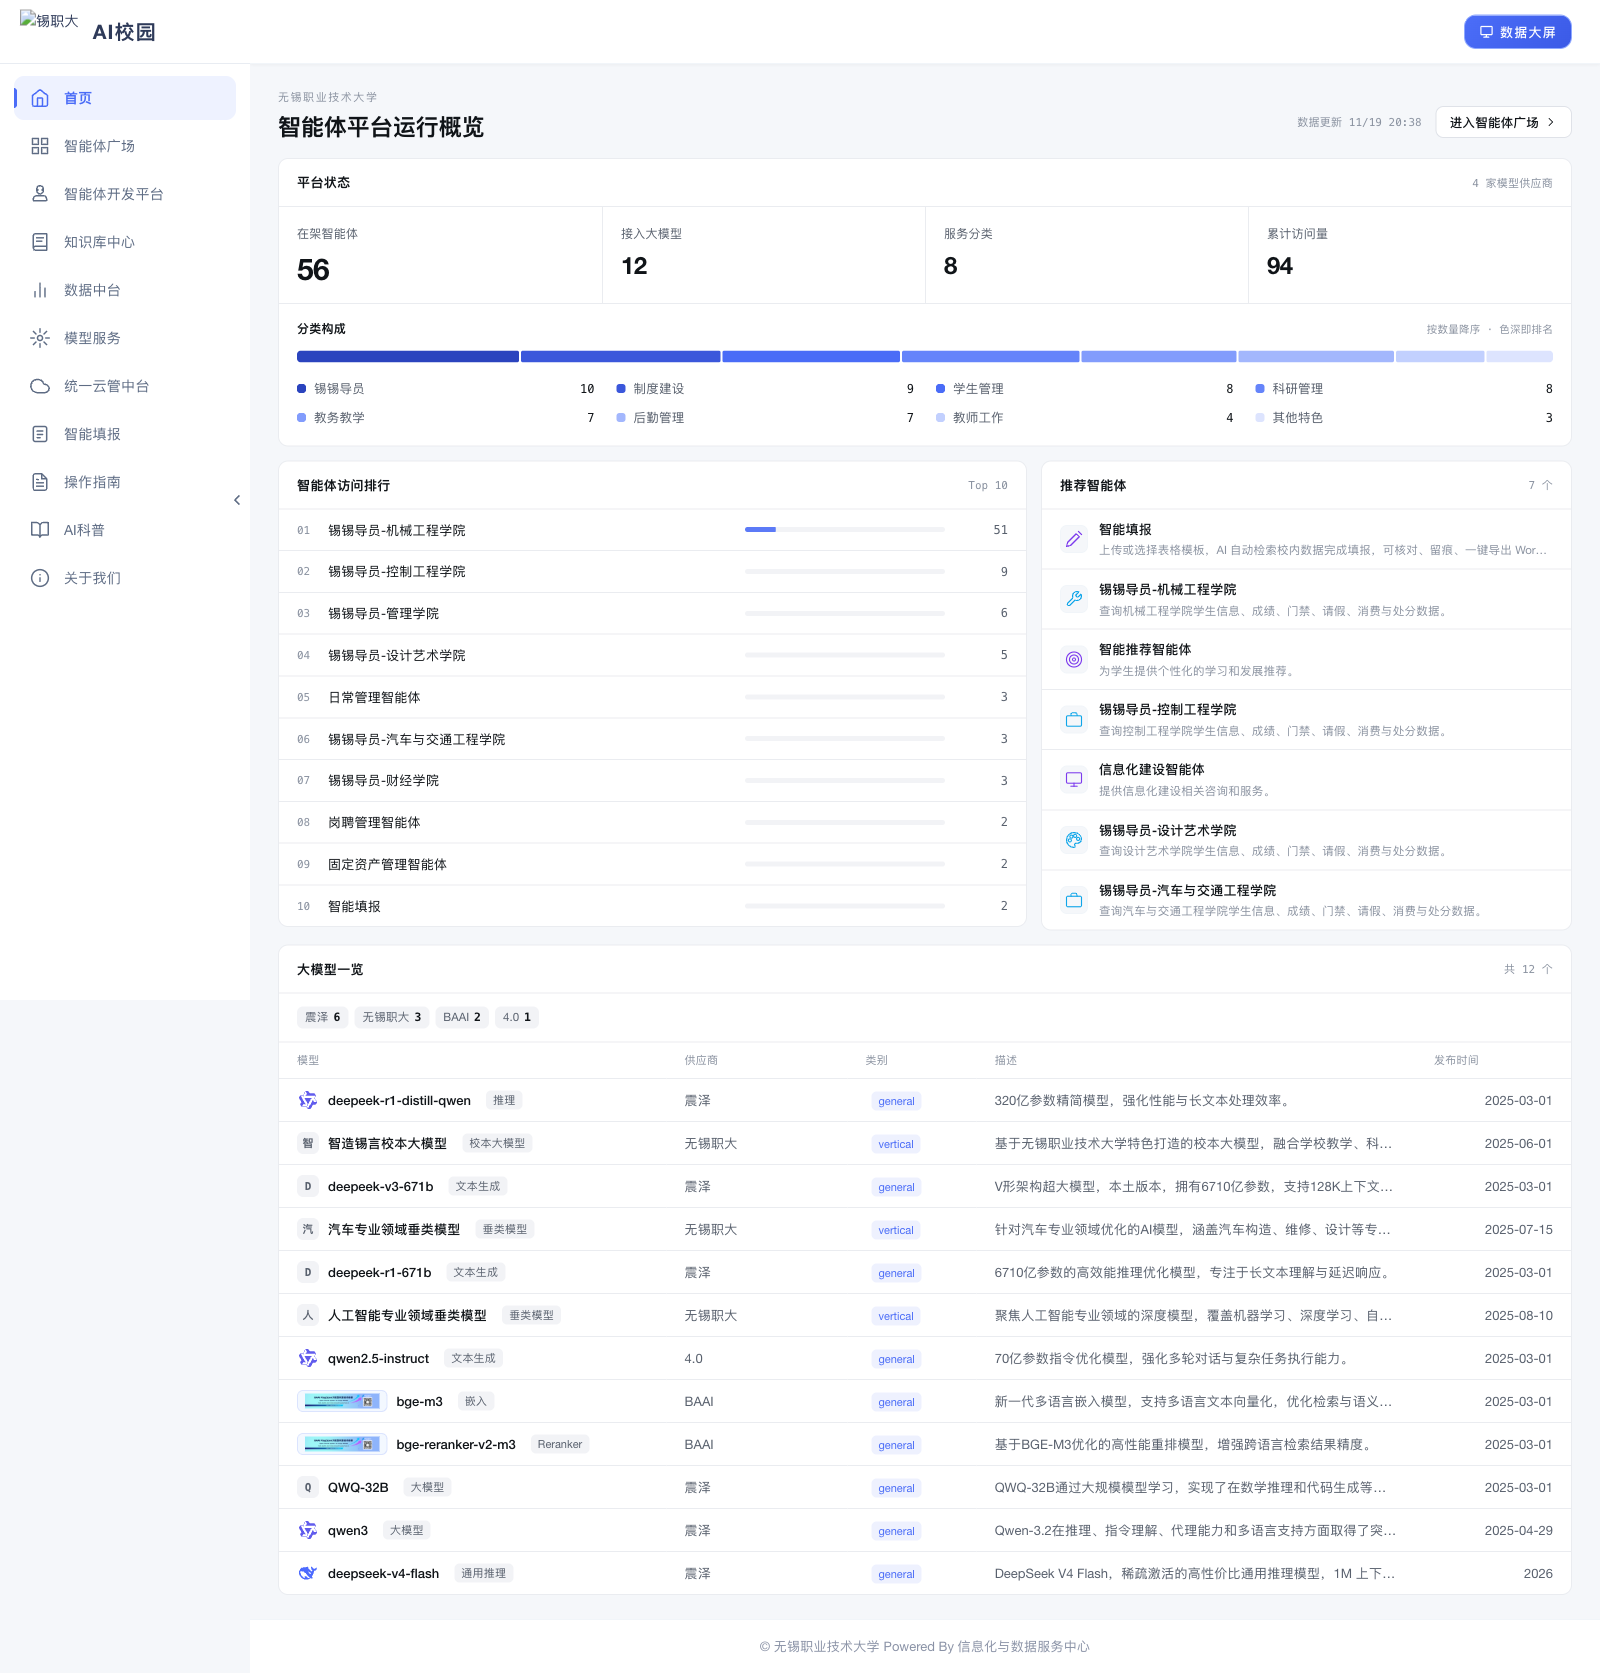 锡职大
AI校园
数据大屏
首页
智能体广场
智能体开发平台
知识库中心
数据中台
模型服务
统一云管中台
智能填报
操作指南
AI科普
关于我们
无锡职业技术大学
智能体平台运行概览
数据更新 11/19 20:38
进入智能体广场
平台状态
4 家模型供应商
在架智能体
56
接入大模型
12
服务分类
8
累计访问量
94
分类构成
按数量降序 · 色深即排名
锡锡导员 10
制度建设 9
学生管理 8
科研管理 8
教务教学 7
后勤管理 7
教师工作 4
其他特色 3
智能体访问排行
Top 10
01 锡锡导员-机械工程学院 51
02 锡锡导员-控制工程学院 9
03 锡锡导员-管理学院 6
04 锡锡导员-设计艺术学院 5
05 日常管理智能体 3
06 锡锡导员-汽车与交通工程学院 3
07 锡锡导员-财经学院 3
08 岗聘管理智能体 2
09 固定资产管理智能体 2
10 智能填报 2
推荐智能体
7 个
智能填报
上传或选择表格模板，AI 自动检索校内数据完成填报，可核对、留痕、一键导出 Wor...
锡锡导员-机械工程学院
查询机械工程学院学生信息、成绩、门禁、请假、消费与处分数据。
智能推荐智能体
为学生提供个性化的学习和发展推荐。
锡锡导员-控制工程学院
查询控制工程学院学生信息、成绩、门禁、请假、消费与处分数据。
信息化建设智能体
提供信息化建设相关咨询和服务。
锡锡导员-设计艺术学院
查询设计艺术学院学生信息、成绩、门禁、请假、消费与处分数据。
锡锡导员-汽车与交通工程学院
查询汽车与交通工程学院学生信息、成绩、门禁、请假、消费与处分数据。
大模型一览
共 12 个
震泽 6
无锡职大 3
BAAI 2
4.0 1
模型 供应商 类别 描述 发布时间
deepeek-r1-distill-qwen 推理 震泽 general 320亿参数精简模型，强化性能与长文本处理效率。 2025-03-01
智 智造锡言校本大模型 校本大模型 无锡职大 vertical 基于无锡职业技术大学特色打造的校本大模型，融合学校教学、科... 2025-06-01
D deepeek-v3-671b 文本生成 震泽 general V形架构超大模型，本土版本，拥有6710亿参数，支持128K上下文... 2025-03-01
汽 汽车专业领域垂类模型 垂类模型 无锡职大 vertical 针对汽车专业领域优化的AI模型，涵盖汽车构造、维修、设计等专... 2025-07-15
D deepeek-r1-671b 文本生成 震泽 general 6710亿参数的高效能推理优化模型，专注于长文本理解与延迟响应。 2025-03-01
人 人工智能专业领域垂类模型 垂类模型 无锡职大 vertical 聚焦人工智能专业领域的深度模型，覆盖机器学习、深度学习、自... 2025-08-10
qwen2.5-instruct 文本生成 4.0 general 70亿参数指令优化模型，强化多轮对话与复杂任务执行能力。 2025-03-01
bge-m3 嵌入 BAAI general 新一代多语言嵌入模型，支持多语言文本向量化，优化检索与语义... 2025-03-01
bge-reranker-v2-m3 Reranker BAAI general 基于BGE-M3优化的高性能重排模型，增强跨语言检索结果精度。 2025-03-01
Q QWQ-32B 大模型 震泽 general QWQ-32B通过大规模模型学习，实现了在数学推理和代码生成等... 2025-03-01
qwen3 大模型 震泽 general Qwen-3.2在推理、指令理解、代理能力和多语言支持方面取得了突... 2025-04-29
deepseek-v4-flash 通用推理 震泽 general DeepSeek V4 Flash，稀疏激活的高性价比通用推理模型，1M 上下... 2026
© 无锡职业技术大学 Powered By 信息化与数据服务中心